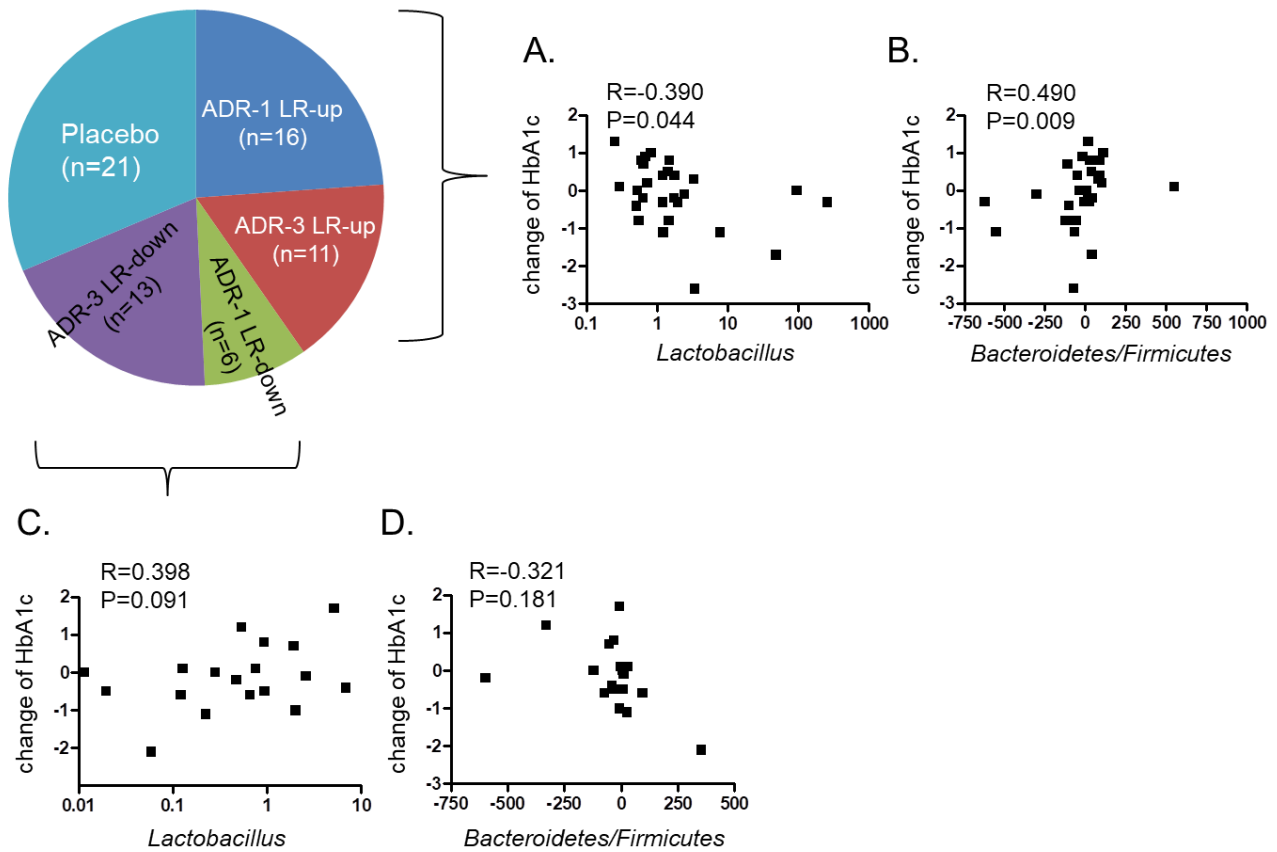 Placebo
(n=21)
ADR-1 LR-up
(n=16)
ADR-3 LR-up
(n=11)
ADR-1 LR-down
(n=6)
ADR-3 LR-down
(n=13)
A.
R=-0.390
P=0.044
change of HbA1c
2
1
0
-1
-2
-3
0.1 1 10 100 1000
Lactobacillus
B.
R=0.490
P=0.009
change of HbA1c
2
1
0
-1
-2
-3
-750 -500 -250 0 250 500 750 1000
Bacteroidetes/Firmicutes
C.
R=0.398
P=0.091
change of HbA1c
2
1
0
-1
-2
0.01 0.1 1 10
Lactobacillus
D.
R=-0.321
P=0.181
change of HbA1c
2
1
0
-1
-2
-3
-750 -500 -250 0 250 500
Bacteroidetes/Firmicutes